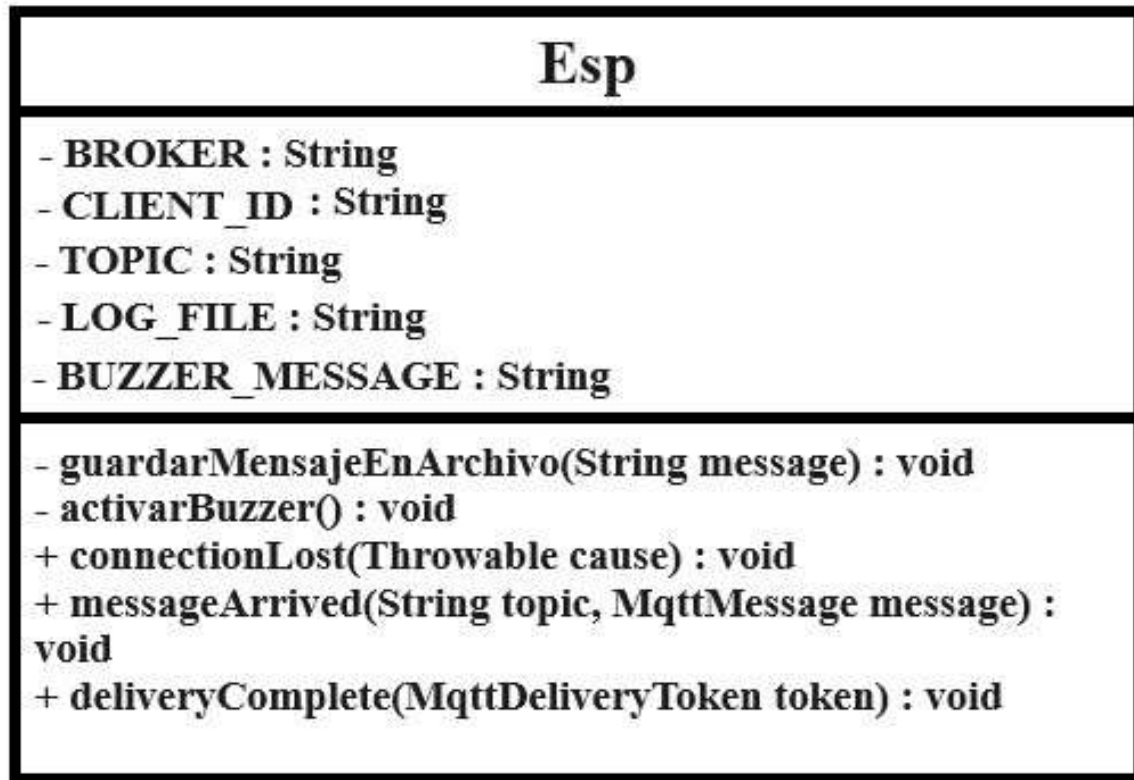 Esp
- BROKER : String
- CLIENT_ID : String
- TOPIC : String
- LOG_FILE : String
- BUZZER_MESSAGE : String
- guardarMensajeEnArchivo(String message) : void
- activarBuzzer() : void
+ connectionLost(Throwable cause) : void
+ messageArrived(String topic, MqttMessage message) :
void
+ deliveryComplete(MqttDeliveryToken token) : void